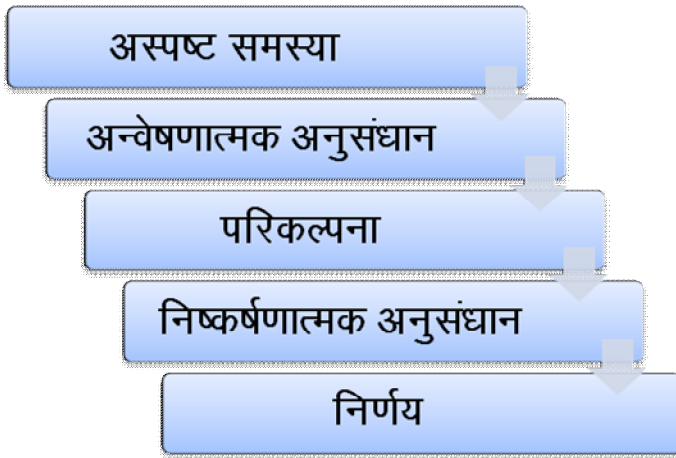 अस्पष्ट समस्या
अन्वेषणात्मक अनुसंधान
परिकल्पना
निष्कर्षणात्मक अनुसंधान
निर्णय